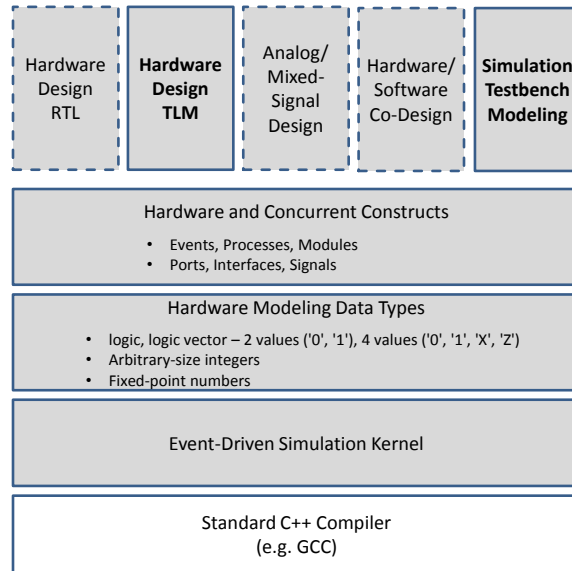 Hardware
Design
RTL
Hardware
Design
TLM
Analog/
Mixed-
Signal
Design
Hardware/
Software
Co-Design
Simulation
Testbench
Modeling
Hardware and Concurrent Constructs
• Events, Processes, Modules
• Ports, Interfaces, Signals
Hardware Modeling Data Types
• logic, logic vector – 2 values ('0', '1'), 4 values ('0', '1', 'X', 'Z')
• Arbitrary-size integers
• Fixed-point numbers
Event-Driven Simulation Kernel
Standard C++ Compiler
(e.g. GCC)